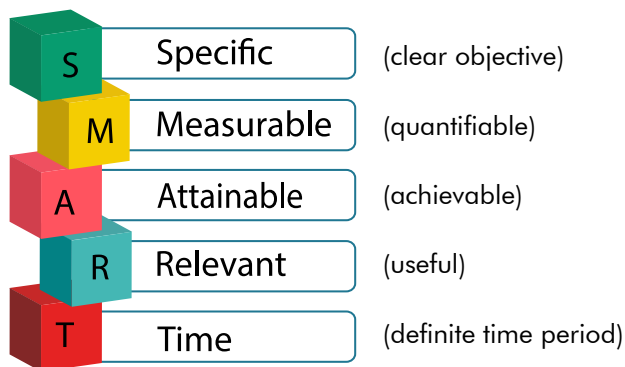 S Specific (clear objective)
M Measurable (quantifiable)
A Attainable (achievable)
R Relevant (useful)
T Time (definite time period)